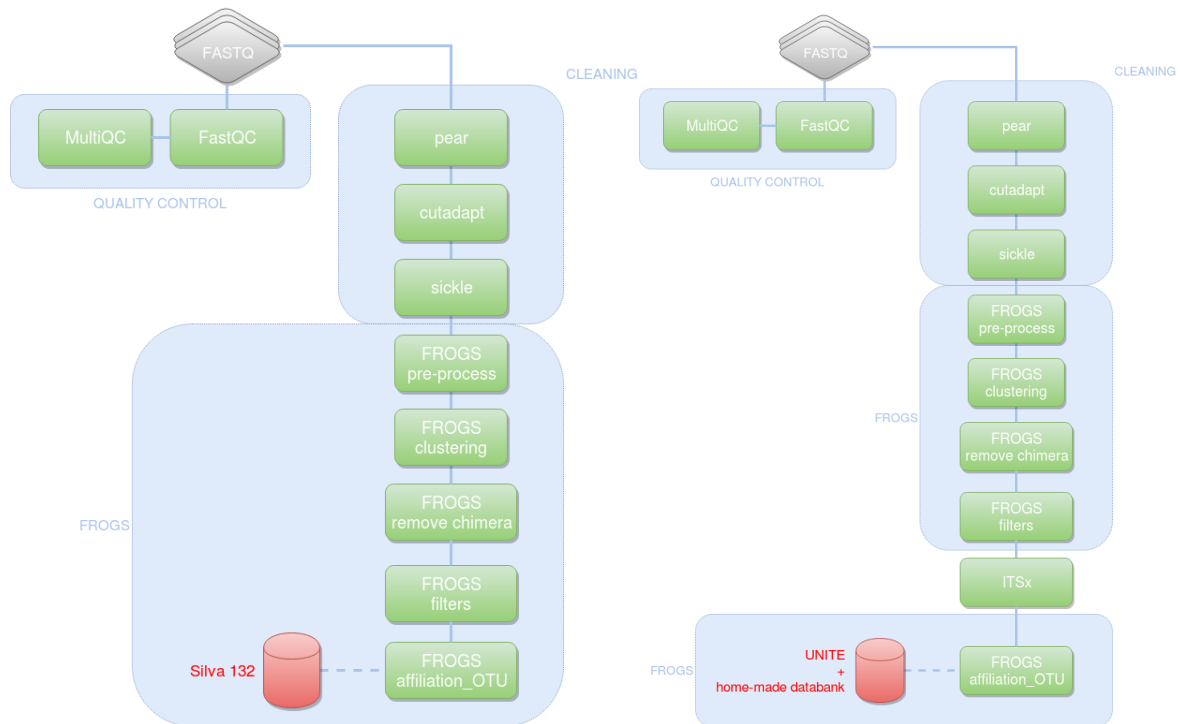 FASTQ
CLEANING
MultiQC
FastQC
QUALITY CONTROL
pear
cutadapt
sickle
FROGS
pre-process
FROGS
clustering
FROGS
remove chimera
FROGS
FROGS
filters
Silva 132
FROGS
affiliation_OTU
FASTQ
CLEANING
MultiQC
FastQC
QUALITY CONTROL
pear
cutadapt
sickle
FROGS
pre-process
FROGS
clustering
FROGS
FROGS
remove chimera
FROGS
filters
ITSx
FROGS
UNITE
+
home-made databank
FROGS
affiliation_OTU